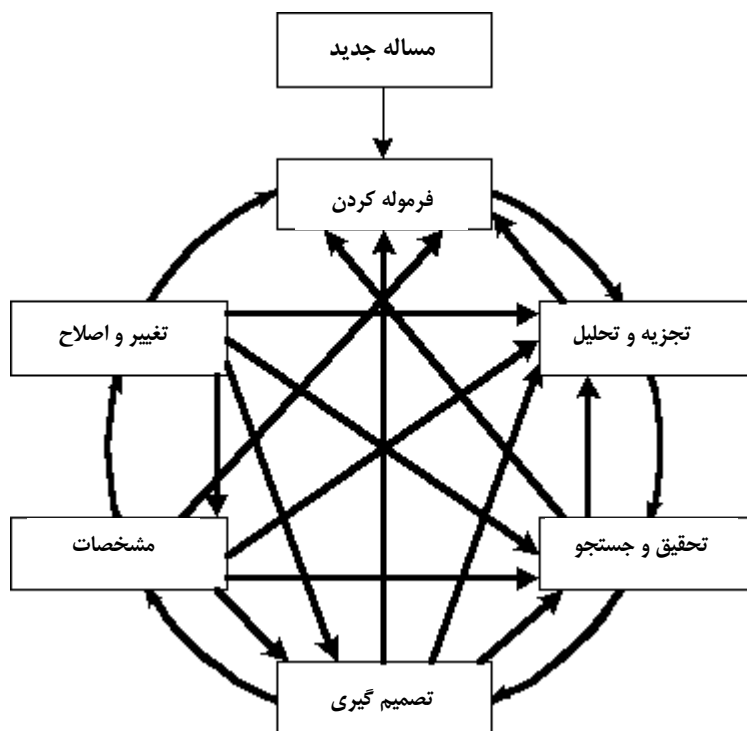 مساله جدید
فرموله کردن
تغییر و اصلاح
تجزیه و تحلیل
مشخصات
تحقیق و جستجو
تصمیم گیری